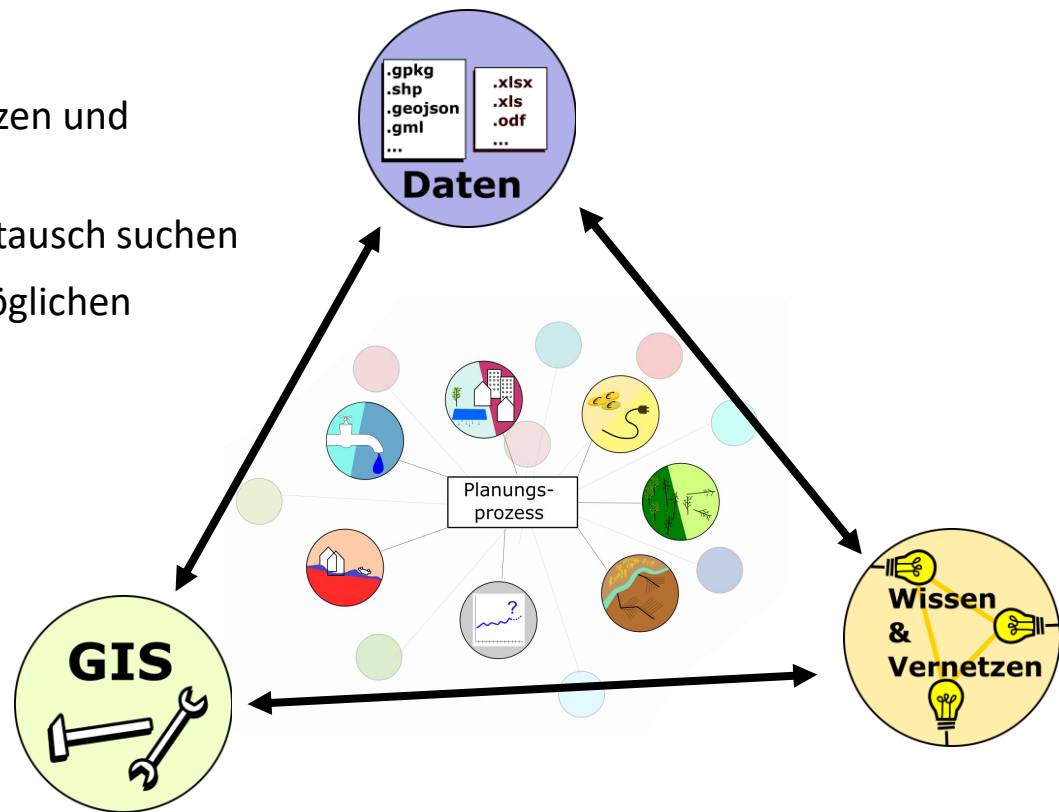 .gpkg
.shp
.geojson
.gml
...
.xlsx
.xls
.odf
...
Daten
zen und
tausch suchen
öglichen
Planungs-
prozess
?
GIS
Wissen
&
Vernetzen